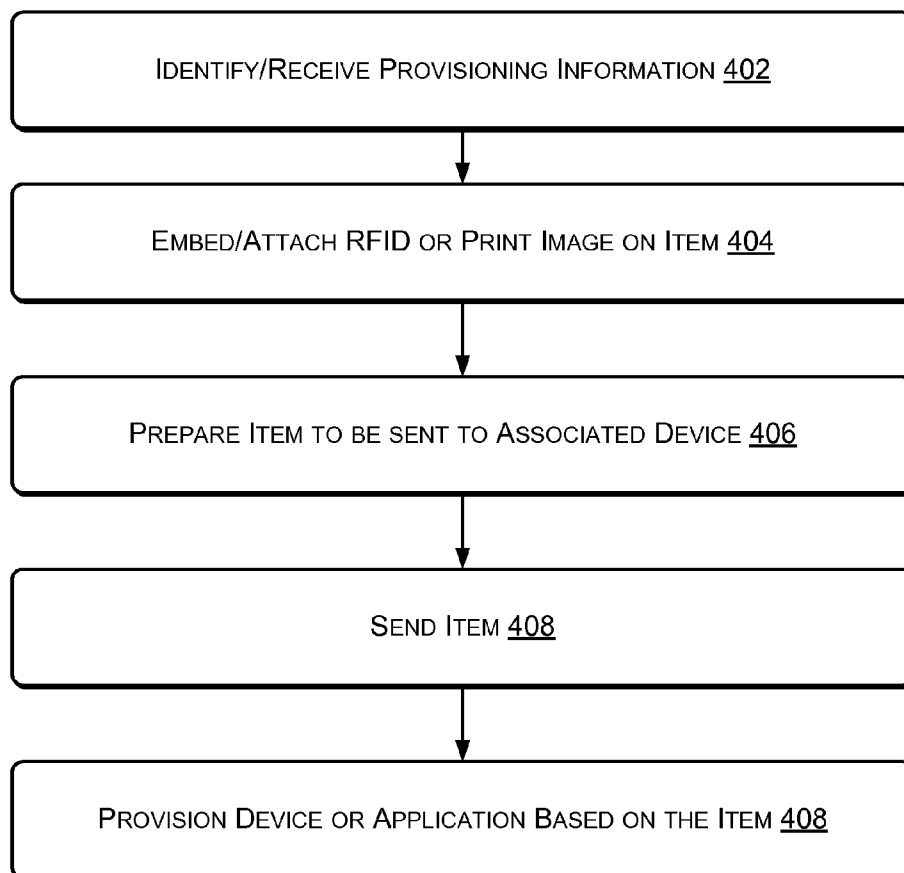 IDENTIFY/RECEIVE PROVISIONING INFORMATION 402
EMBED/ATTACH RFID OR PRINT IMAGE ON ITEM 404
PREPARE ITEM TO BE SENT TO ASSOCIATED DEVICE 406
SEND ITEM 408
PROVISION DEVICE OR APPLICATION BASED ON THE ITEM 408